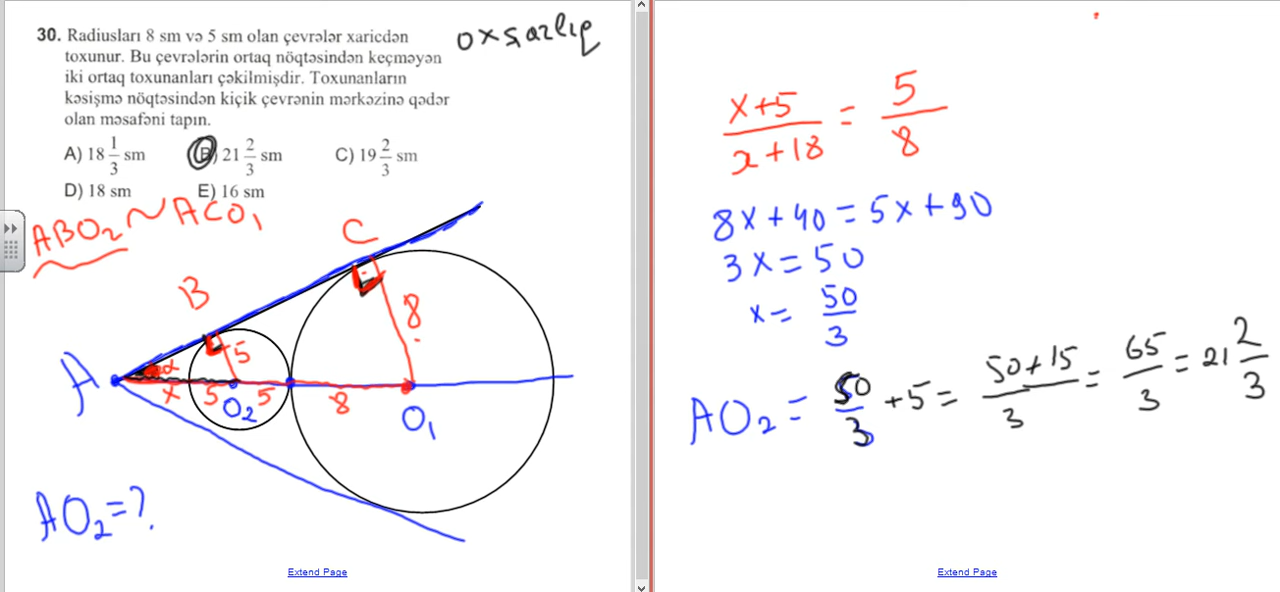 30. Radiusları 8 sm və 5 sm olan çevrələr xaricdən
toxunur. Bu çevrələrin ortaq nöqtəsindən keçməyən
iki ortaq toxunanları çəkilmişdir. Toxunanların
kəsişmə nöqtəsindən kiçik çevrənin mərkəzinə qədər
olan məsafəni tapın.
A) 18 1/3 sm B) 21 2/3 sm C) 19 2/3 sm
D) 18 sm E) 16 sm
oxşarlıq
ABO₂ ~ ACO₁
C
B
8
5
A
α
x 5 5 8
O₂
O₁
AO₂=?
Extend Page
(x+5)/(x+18) = 5/8
8x+40=5x+90
3x=50
x= 50/3
AO₂ = 50/3 +5= (50+15)/3 = 65/3 = 21 2/3
Extend Page